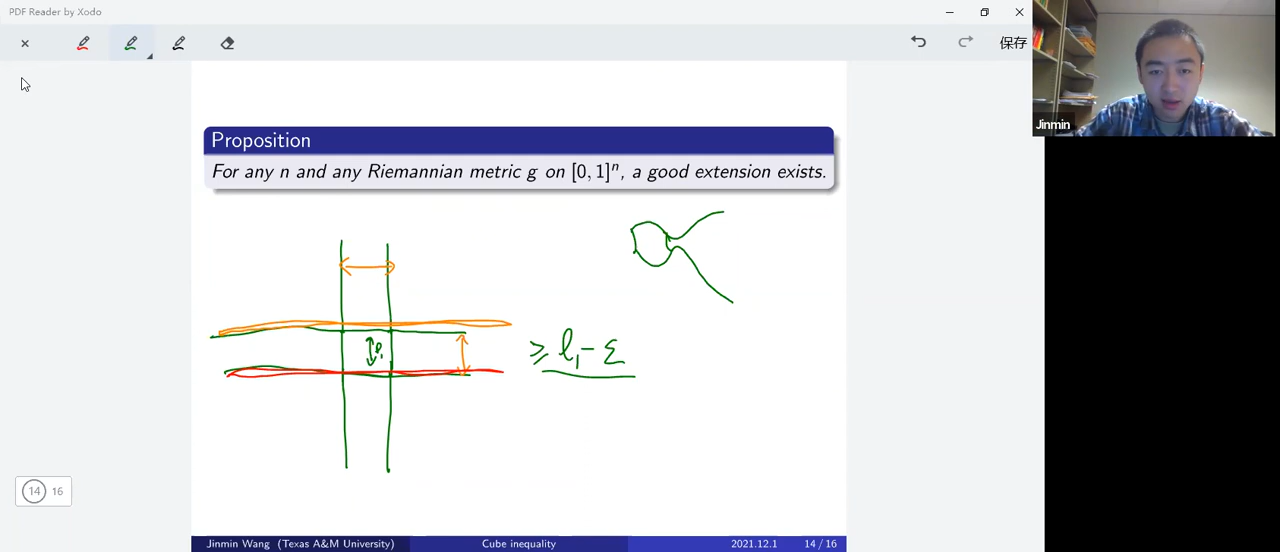 PDF Reader by Xodo
保存
Jinmin
Proposition
For any n and any Riemannian metric g on [0, 1]^n, a good extension exists.
ℓ₁
≥ ℓ₁ - ε
14 16
Jinmin Wang (Texas A&M University) Cube inequality 2021.12.1 14 / 16